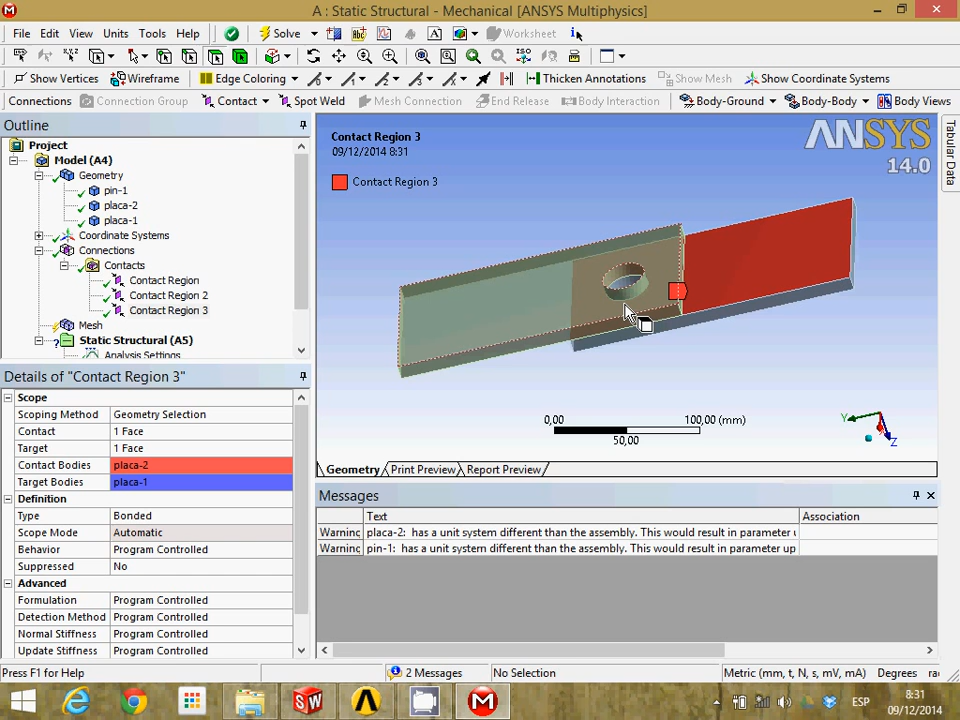 A : Static Structural - Mechanical [ANSYS Multiphysics]
File Edit View Units Tools Help Solve Worksheet
Show Vertices Wireframe Edge Coloring Thicken Annotations Show Mesh Show Coordinate Systems
Connections Connection Group Contact Spot Weld Mesh Connection End Release Body Interaction Body-Ground Body-Body Body Views
Outline
Project
Model (A4)
Geometry
pin-1
placa-2
placa-1
Coordinate Systems
Connections
Contacts
Contact Region
Contact Region 2
Contact Region 3
Mesh
Static Structural (A5)
Analysis Settings
Details of "Contact Region 3"
Scope
Scoping Method Geometry Selection
Contact 1 Face
Target 1 Face
Contact Bodies placa-2
Target Bodies placa-1
Definition
Type Bonded
Scope Mode Automatic
Behavior Program Controlled
Suppressed No
Advanced
Formulation Program Controlled
Detection Method Program Controlled
Normal Stiffness Program Controlled
Update Stiffness Program Controlled
Contact Region 3
09/12/2014 8:31
Contact Region 3
ANSYS
14.0
Tabular Data
0,00 100,00 (mm)
50,00
Y
Z
Geometry Print Preview Report Preview
Messages
Text Association
Warning placa-2: has a unit system different than the assembly. This would result in parameter u
Warning pin-1: has a unit system different than the assembly. This would result in parameter up
Press F1 for Help 2 Messages No Selection Metric (mm, t, N, s, mV, mA) Degrees ra
ESP
8:31
09/12/2014